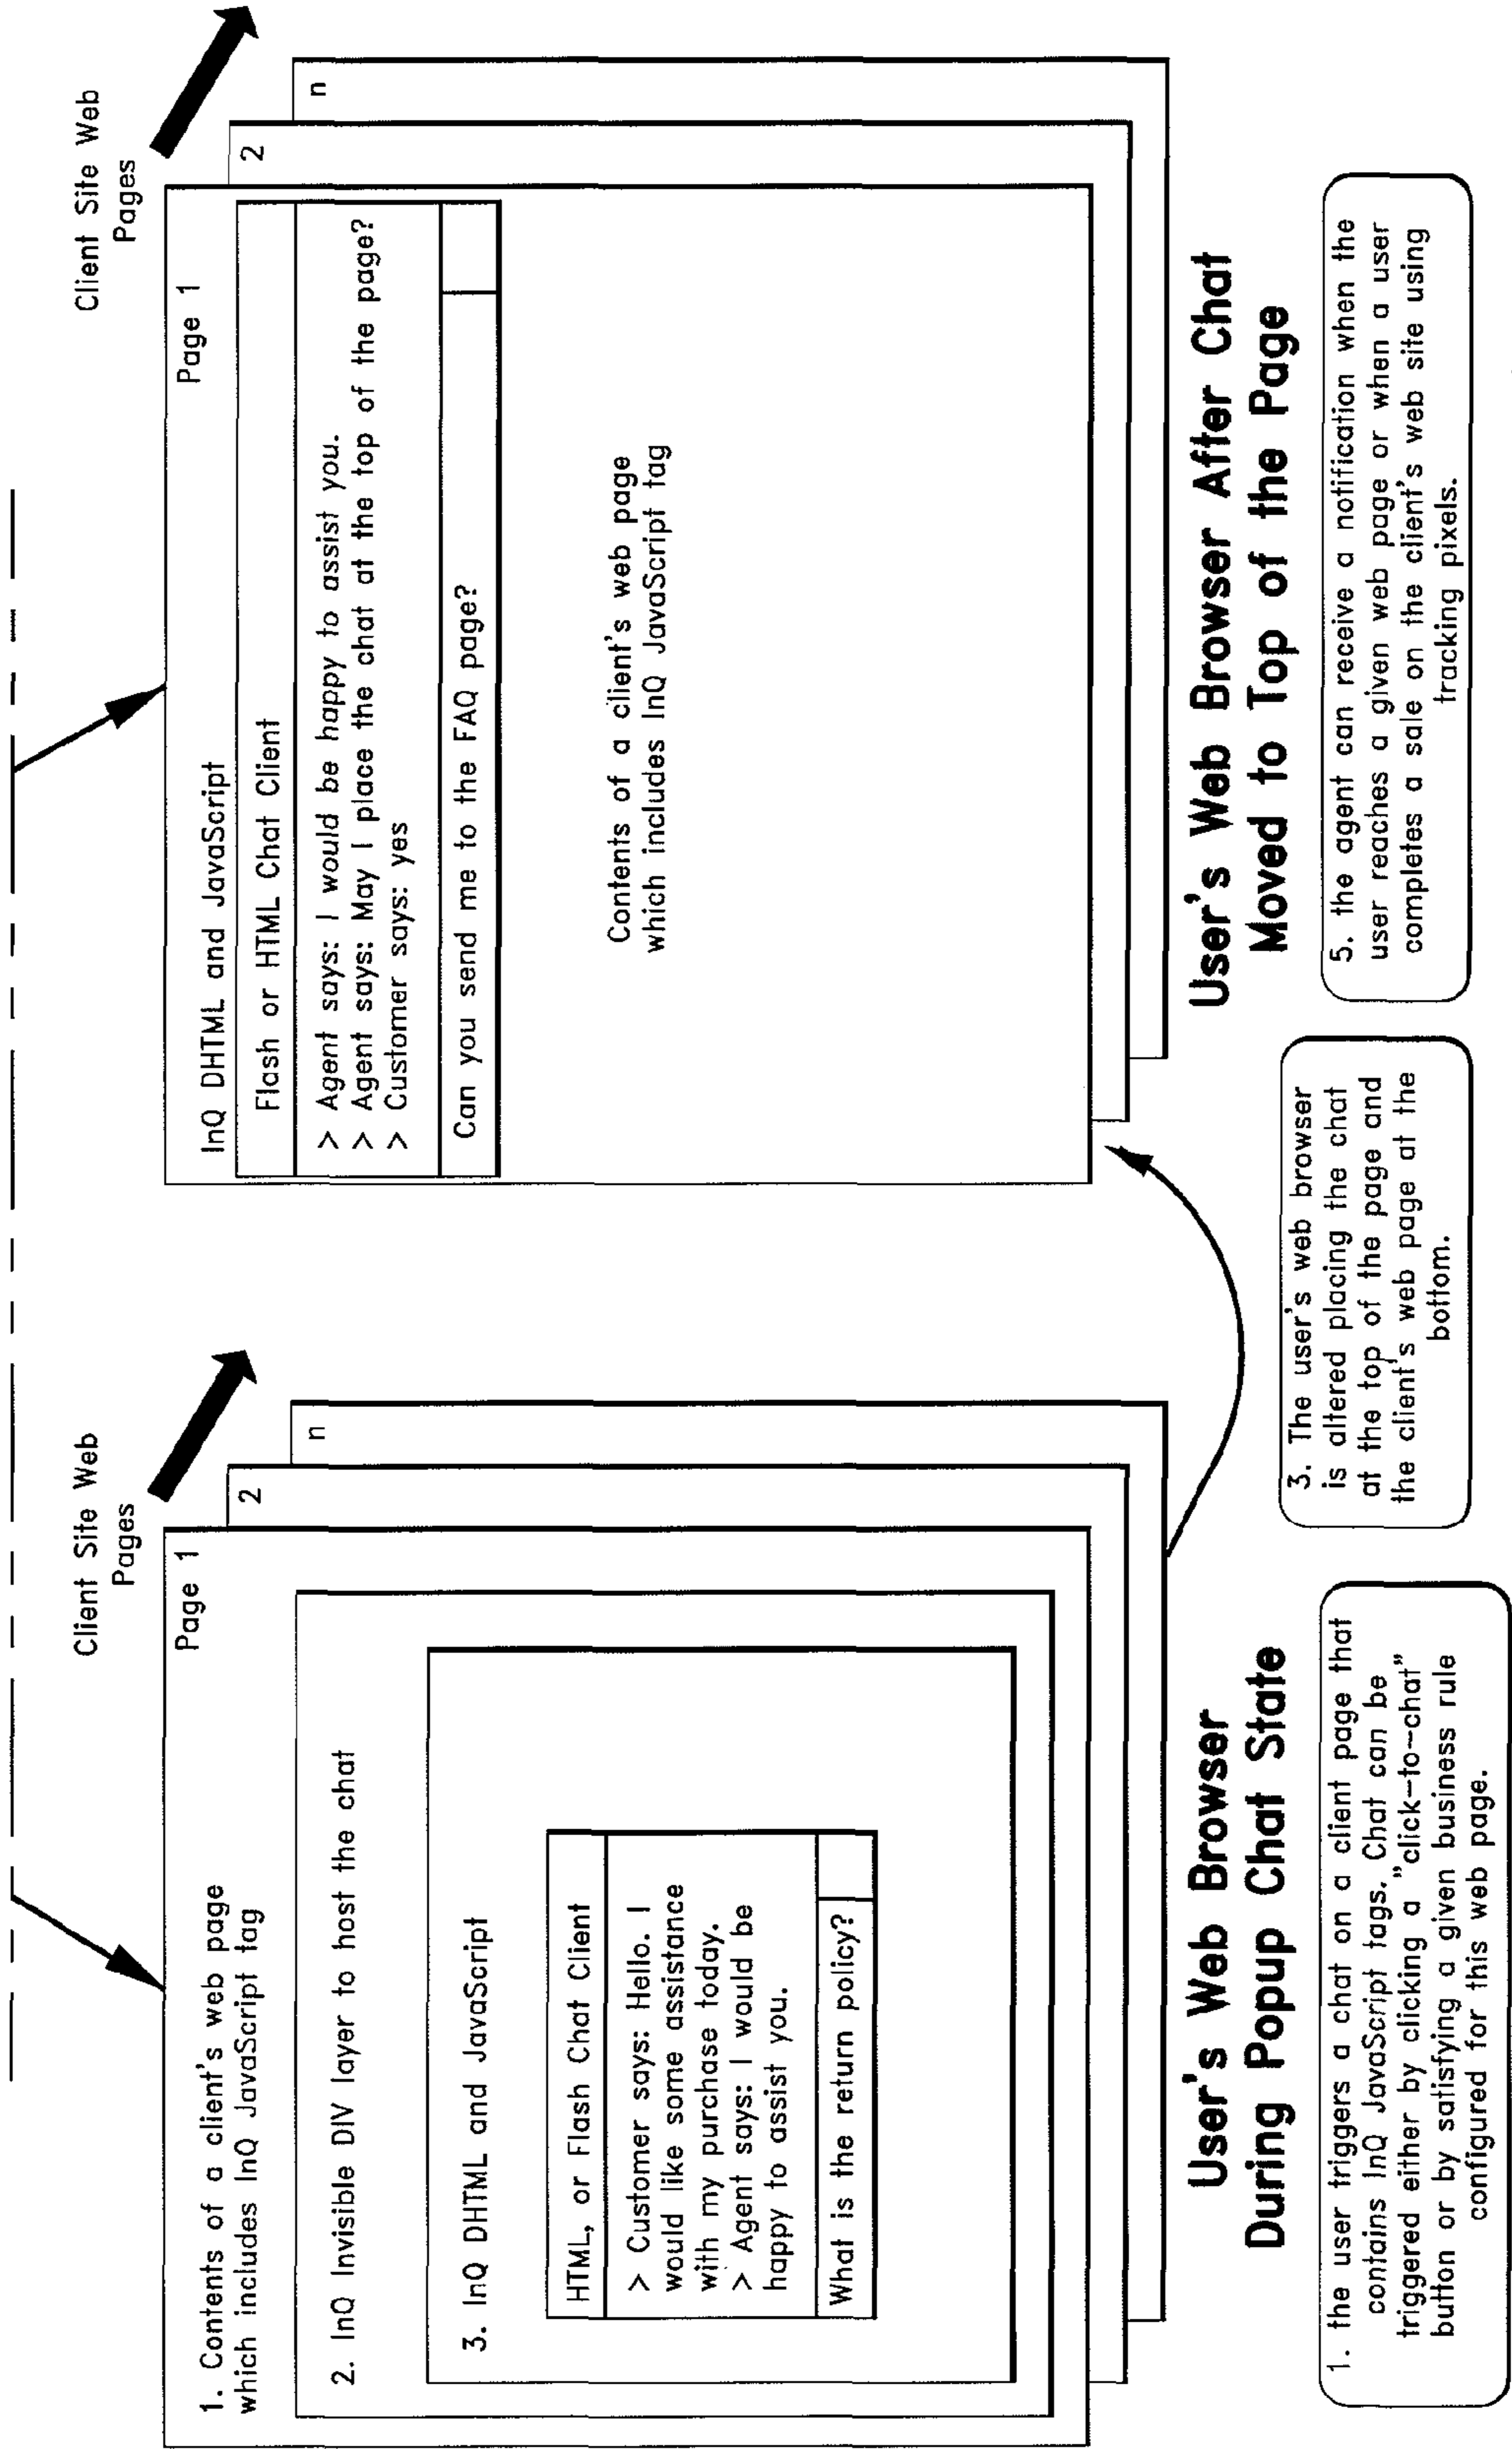 Client Site Web
Pages
Page 1
2
n
1. Contents of a client's web page
which includes InQ JavaScript tag
2. InQ Invisible DIV layer to host the chat
3. InQ DHTML and JavaScript
HTML, or Flash Chat Client
> Customer says: Hello. I
would like some assistance
with my purchase today.
> Agent says: I would be
happy to assist you.
What is the return policy?
User's Web Browser
During Popup Chat State
1. the user triggers a chat on a client page that
contains InQ JavaScript tags. Chat can be
triggered either by clicking a "click-to-chat"
button or by satisfying a given business rule
configured for this web page.
3. The user's web browser
is altered placing the chat
at the top of the page and
the client's web page at the
bottom.
Client Site Web
Pages
Page 1
2
n
InQ DHTML and JavaScript
Flash or HTML Chat Client
> Agent says: I would be happy to assist you.
> Agent says: May I place the chat at the top of the page?
> Customer says: yes
Can you send me to the FAQ page?
Contents of a client's web page
which includes InQ JavaScript tag
User's Web Browser After Chat
Moved to Top of the Page
5. the agent can receive a notification when the
user reaches a given web page or when a user
completes a sale on the client's web site using
tracking pixels.